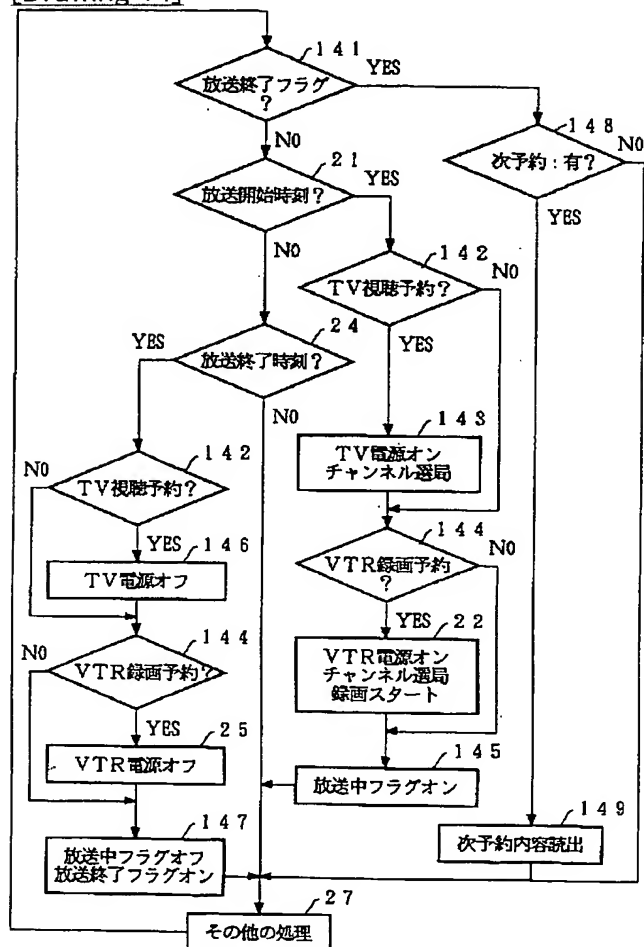 141
放送終了フラグ
?
YES
NO
148
次予約：有？
NO
YES
21
放送開始時刻？
YES
NO
142
TV視聴予約？
NO
YES
24
放送終了時刻？
YES
NO
143
TV電源オン
チャンネル選局
142
TV視聴予約？
NO
YES
146
TV電源オフ
144
VTR録画予約
?
NO
YES
144
VTR録画予約？
NO
YES
22
VTR電源オン
チャンネル選局
録画スタート
25
VTR電源オフ
145
放送中フラグオン
147
放送中フラグオフ
放送終了フラグオン
149
次予約内容読出
27
その他の処理